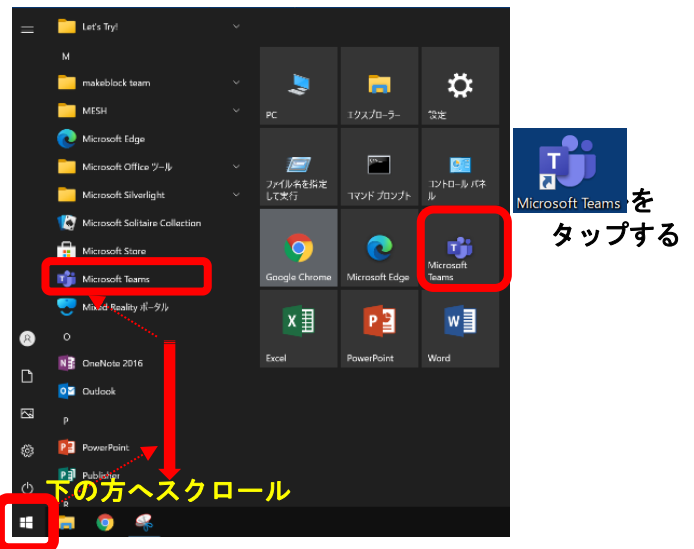 Let's Try!
M
makeblock team
MESH
Microsoft Edge
Microsoft Office ツール
Microsoft Silverlight
Microsoft Solitaire Collection
Microsoft Store
Microsoft Teams
Mixed Reality ポータル
O
OneNote 2016
Outlook
P
PowerPoint
Publisher
R
PC
エクスプローラー
設定
ファイル名を指定
して実行
コマンド プロンプト
コントロール パネ
ル
Google Chrome
Microsoft Edge
Microsoft
Teams
Excel
PowerPoint
Word
Microsoft Teams
を
タップする
下の方へスクロール